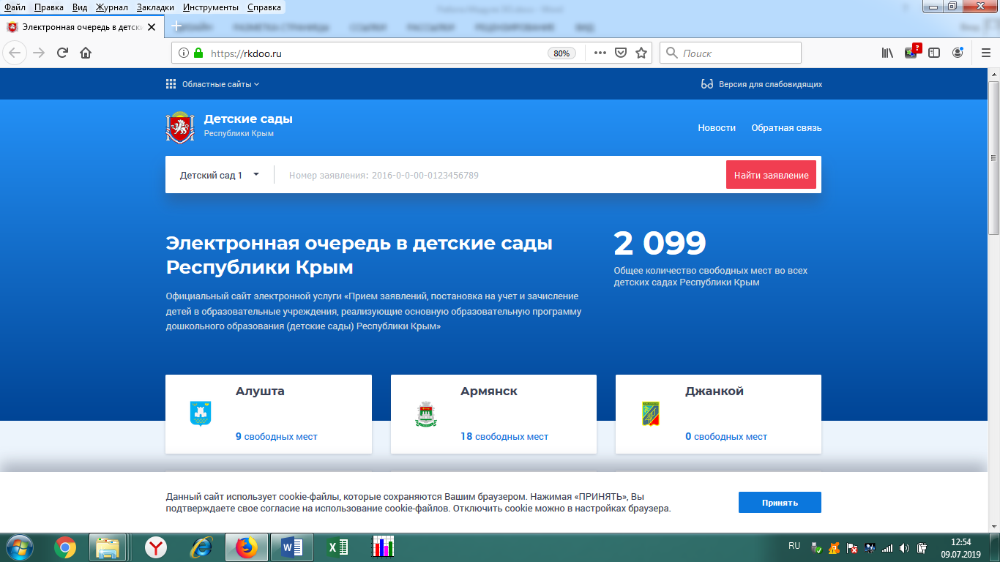 Файл Правка Вид Журнал Закладки Инструменты Справка
Электронная очередь в детски
https://rkdoo.ru 80% Поиск
Областные сайты Версия для слабовидящих
Детские сады
Республики Крым
Новости Обратная связь
Детский сад 1 Номер заявления: 2016-0-0-00-0123456789 Найти заявление
Электронная очередь в детские сады
Республики Крым
2 099
Общее количество свободных мест во всех
детских садах Республики Крым
Официальный сайт электронной услуги «Прием заявлений, постановка на учет и зачисление
детей в образовательные учреждения, реализующие основную образовательную программу
дошкольного образования (детские сады) Республики Крым»
Алушта
9 свободных мест
Армянск
18 свободных мест
Джанкой
0 свободных мест
Данный сайт использует cookie-файлы, которые сохраняются Вашим браузером. Нажимая «ПРИНЯТЬ», Вы
подтверждаете свое согласие на использование cookie-файлов. Отключить cookie можно в настройках браузера.
Принять
RU 12:54
09.07.2019